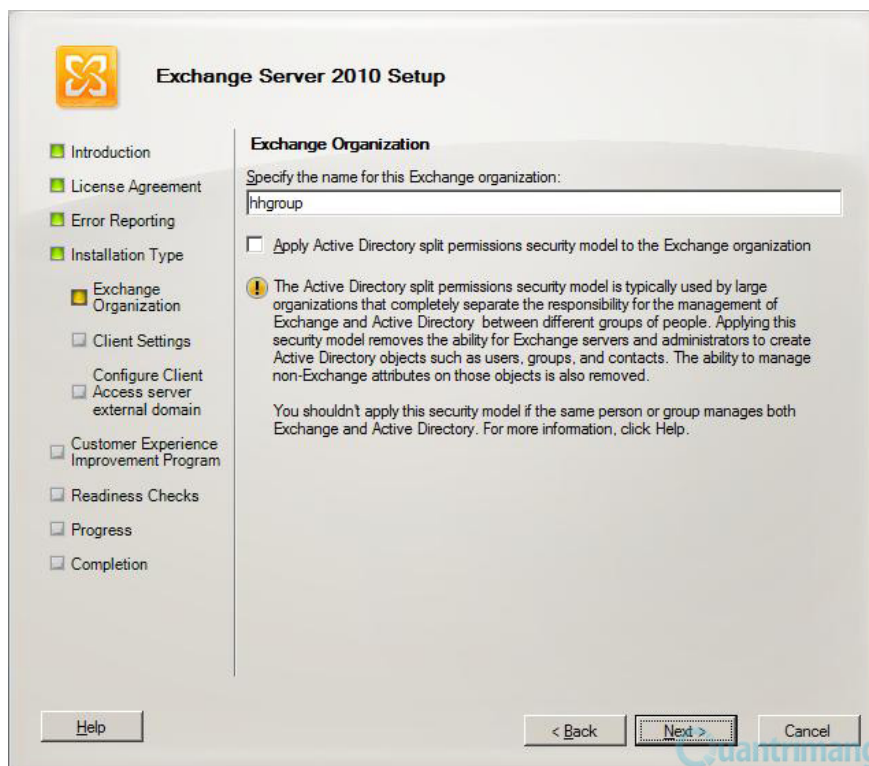 Exchange Server 2010 Setup
Introduction
License Agreement
Error Reporting
Installation Type
Exchange
Organization
Client Settings
Configure Client
Access server
external domain
Customer Experience
Improvement Program
Readiness Checks
Progress
Completion
Exchange Organization
Specify the name for this Exchange organization:
hhgroup
Apply Active Directory split permissions security model to the Exchange organization
The Active Directory split permissions security model is typically used by large
organizations that completely separate the responsibility for the management of
Exchange and Active Directory between different groups of people. Applying this
security model removes the ability for Exchange servers and administrators to create
Active Directory objects such as users, groups, and contacts. The ability to manage
non-Exchange attributes on those objects is also removed.
You shouldn't apply this security model if the same person or group manages both
Exchange and Active Directory. For more information, click Help.
Help
< Back
Next >
Cancel
Quantrimang